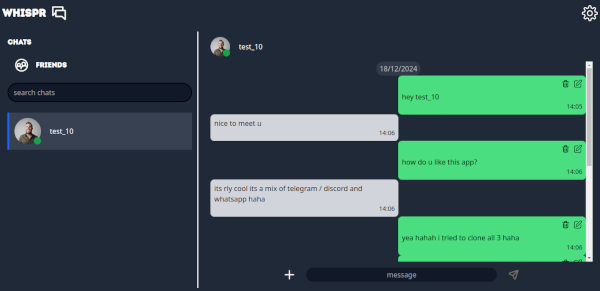 WHISPR
CHATS
FRIENDS
search chats
test_10
test_10
18/12/2024
hey test_10
14:05
nice to meet u
14:06
how do u like this app?
14:06
its rly cool its a mix of telegram / discord and
whatsapp haha
14:06
yea hahah i tried to clone all 3 haha
14:06
message